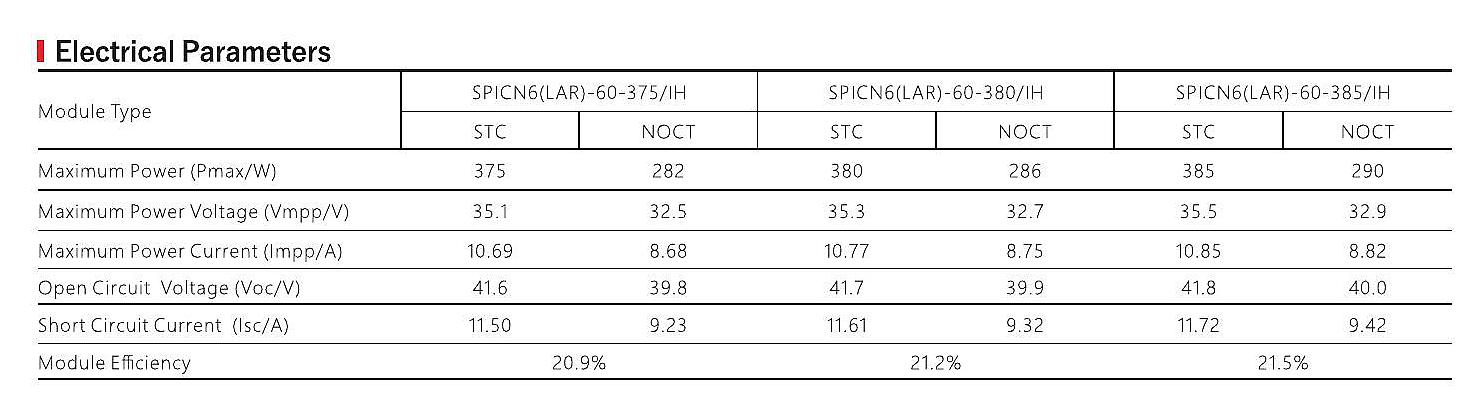 Electrical Parameters
Module Type SPICN6(LAR)-60-375/IH SPICN6(LAR)-60-380/IH SPICN6(LAR)-60-385/IH
STC NOCT STC NOCT STC NOCT
Maximum Power (Pmax/W) 375 282 380 286 385 290
Maximum Power Voltage (Vmpp/V) 35.1 32.5 35.3 32.7 35.5 32.9
Maximum Power Current (Impp/A) 10.69 8.68 10.77 8.75 10.85 8.82
Open Circuit Voltage (Voc/V) 41.6 39.8 41.7 39.9 41.8 40.0
Short Circuit Current (Isc/A) 11.50 9.23 11.61 9.32 11.72 9.42
Module Efficiency 20.9% 21.2% 21.5%